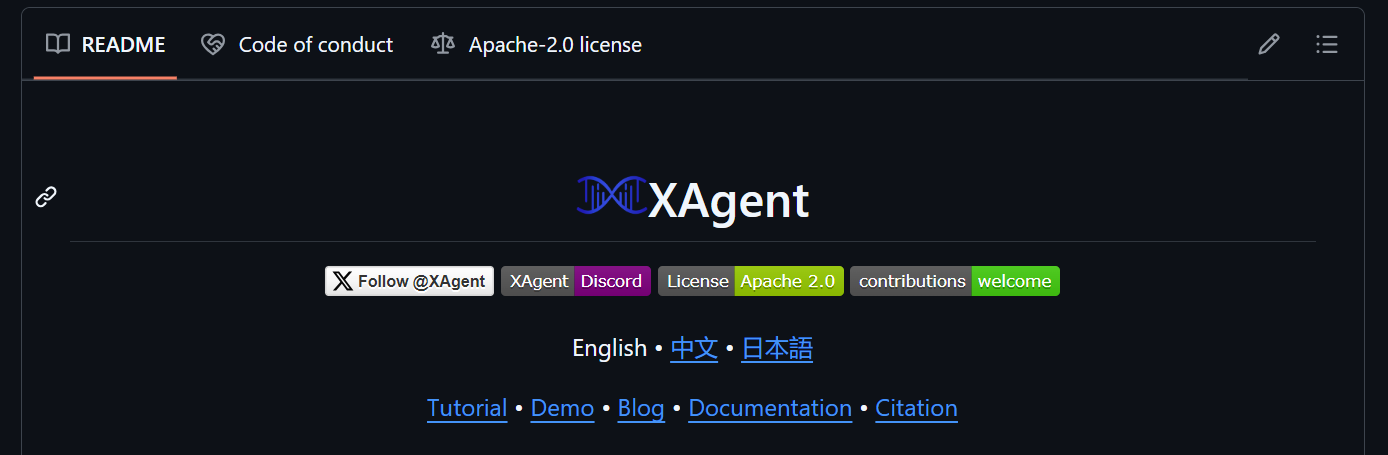 README Code of conduct Apache-2.0 license
XAgent
Follow @XAgent XAgent Discord License Apache 2.0 contributions welcome
English • 中文 • 日本語
Tutorial • Demo • Blog • Documentation • Citation